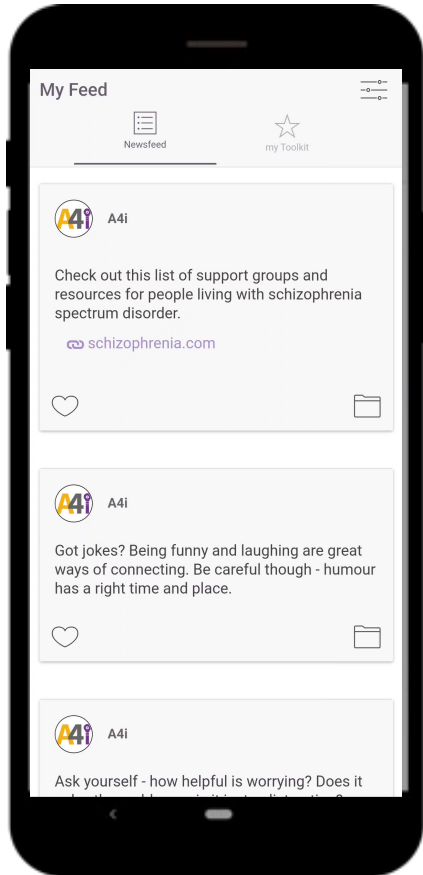 My Feed
Newsfeed
my Toolkit
A4i
A4i
Check out this list of support groups and
resources for people living with schizophrenia
spectrum disorder.
schizophrenia.com
A4i
A4i
Got jokes? Being funny and laughing are great
ways of connecting. Be careful though - humour
has a right time and place.
A4i
A4i
Ask yourself - how helpful is worrying? Does it